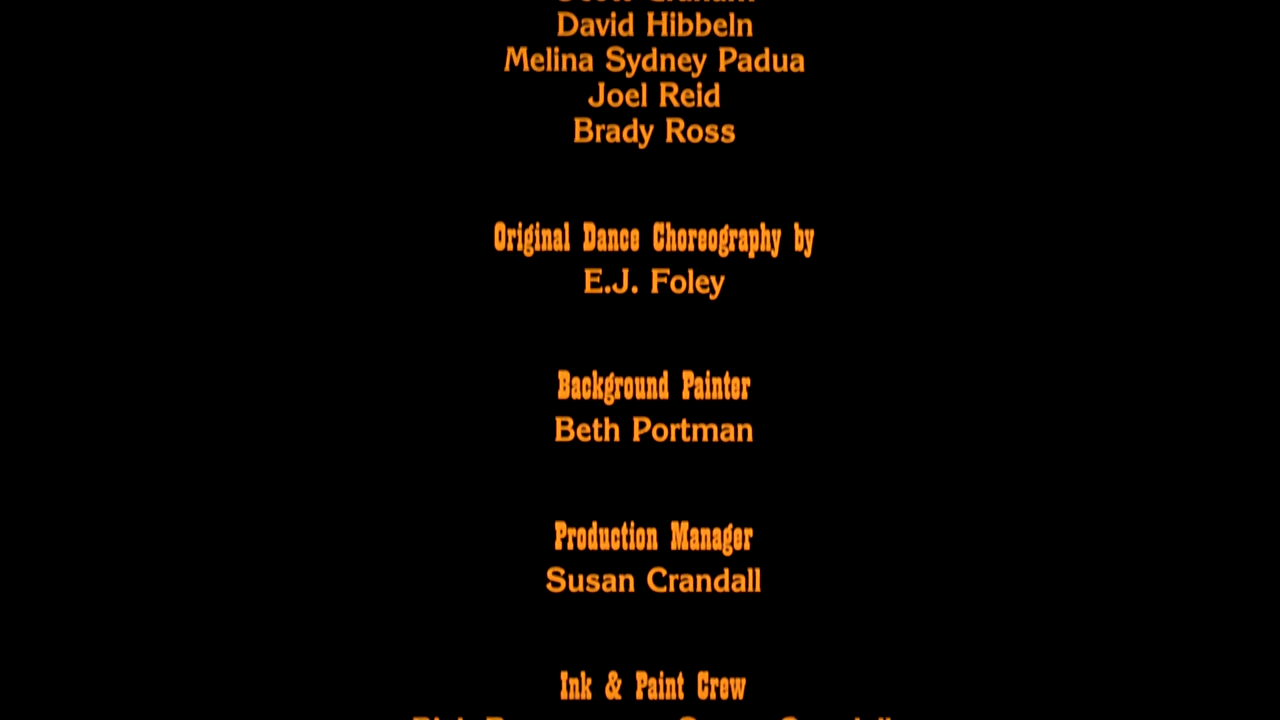 David Hibbeln
Melina Sydney Padua
Joel Reid
Brady Ross
Original Dance Choreography by
E.J. Foley
Background Painter
Beth Portman
Production Manager
Susan Crandall
Ink & Paint Crew